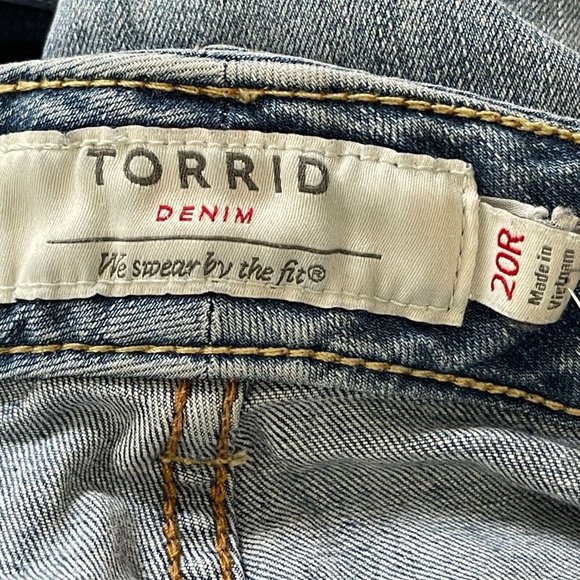 TORRID
DENIM
We swear by the fit®
20R
Made in
Vietnam